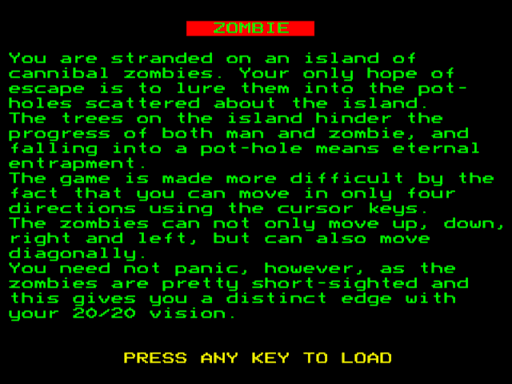 ZOMBIE
You are stranded on an island of
cannibal zombies. Your only hope of
escape is to lure them into the pot-
holes scattered about the island.
The trees on the island hinder the
progress of both man and zombie, and
falling into a pot-hole means eternal
entrapment.
The game is made more difficult by the
fact that you can move in only four
directions using the cursor keys.
The zombies can not only move up, down,
right and left, but can also move
diagonally.
You need not panic, however, as the
zombies are pretty short-sighted and
this gives you a distinct edge with
your 20/20 vision.
PRESS ANY KEY TO LOAD